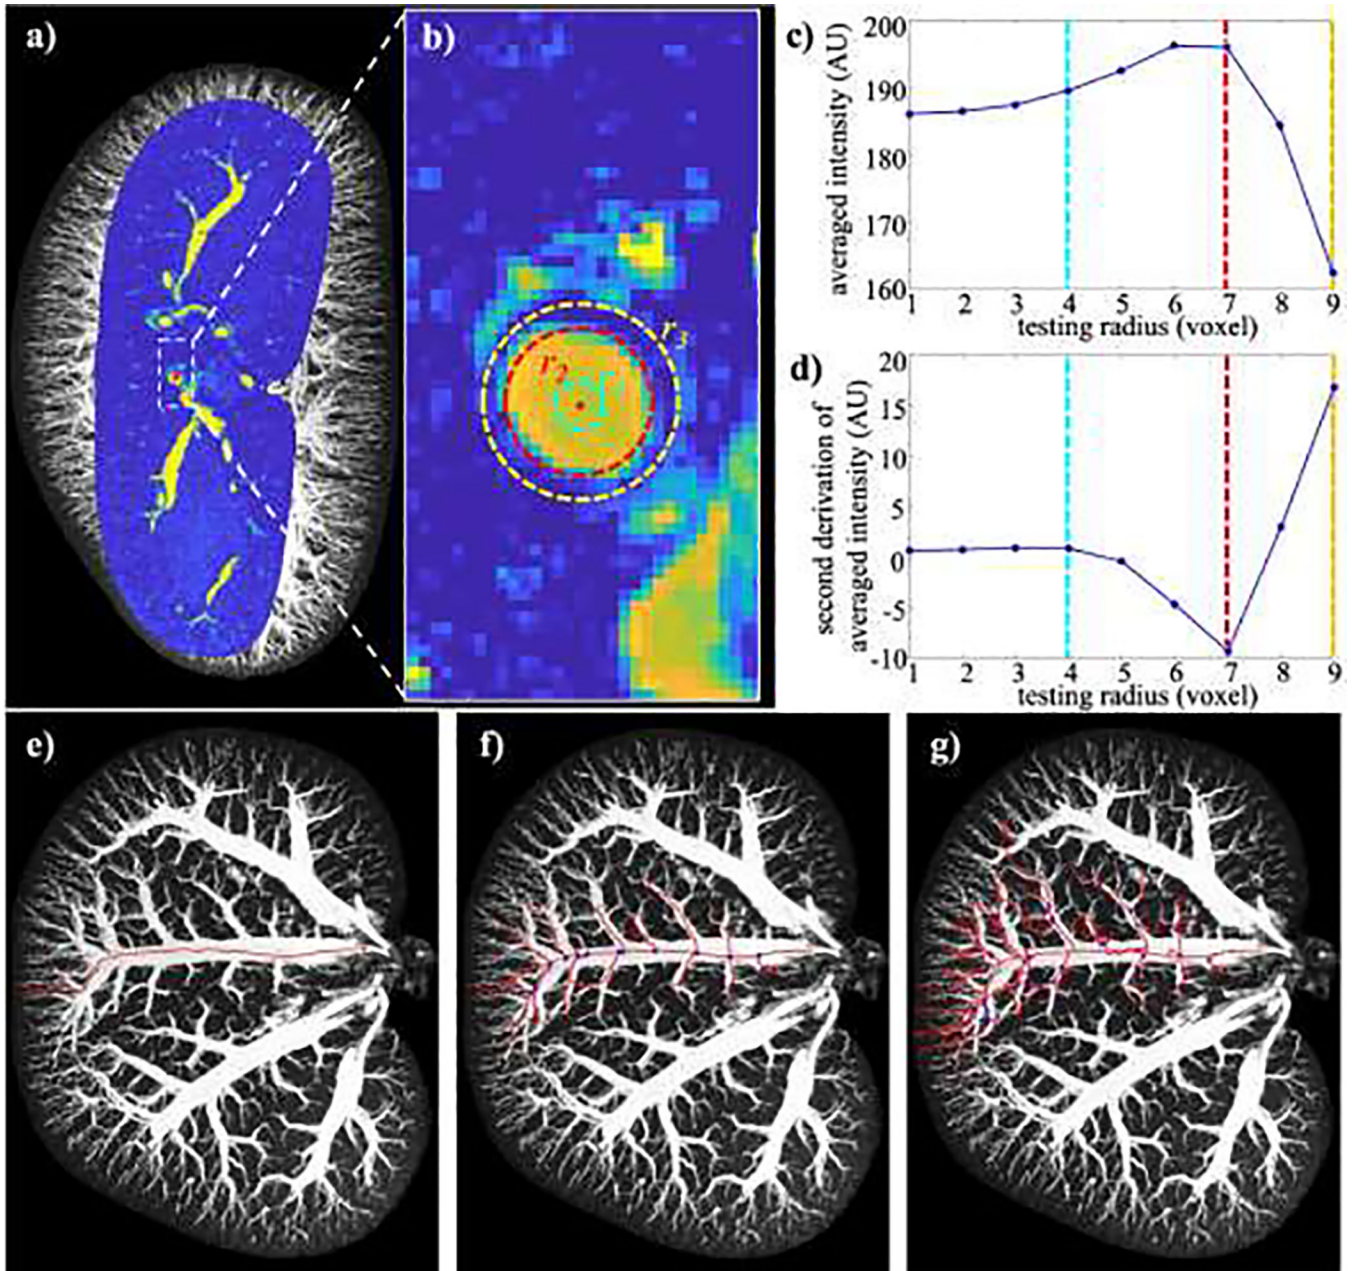 a)
b)
r3
r2
c)
averaged intensity (AU)
200
190
180
170
160
1 2 3 4 5 6 7 8 9
testing radius (voxel)
d)
second derivation of
averaged intensity (AU)
20
15
10
5
0
-5
-10
1 2 3 4 5 6 7 8 9
testing radius (voxel)
e)
f)
g)